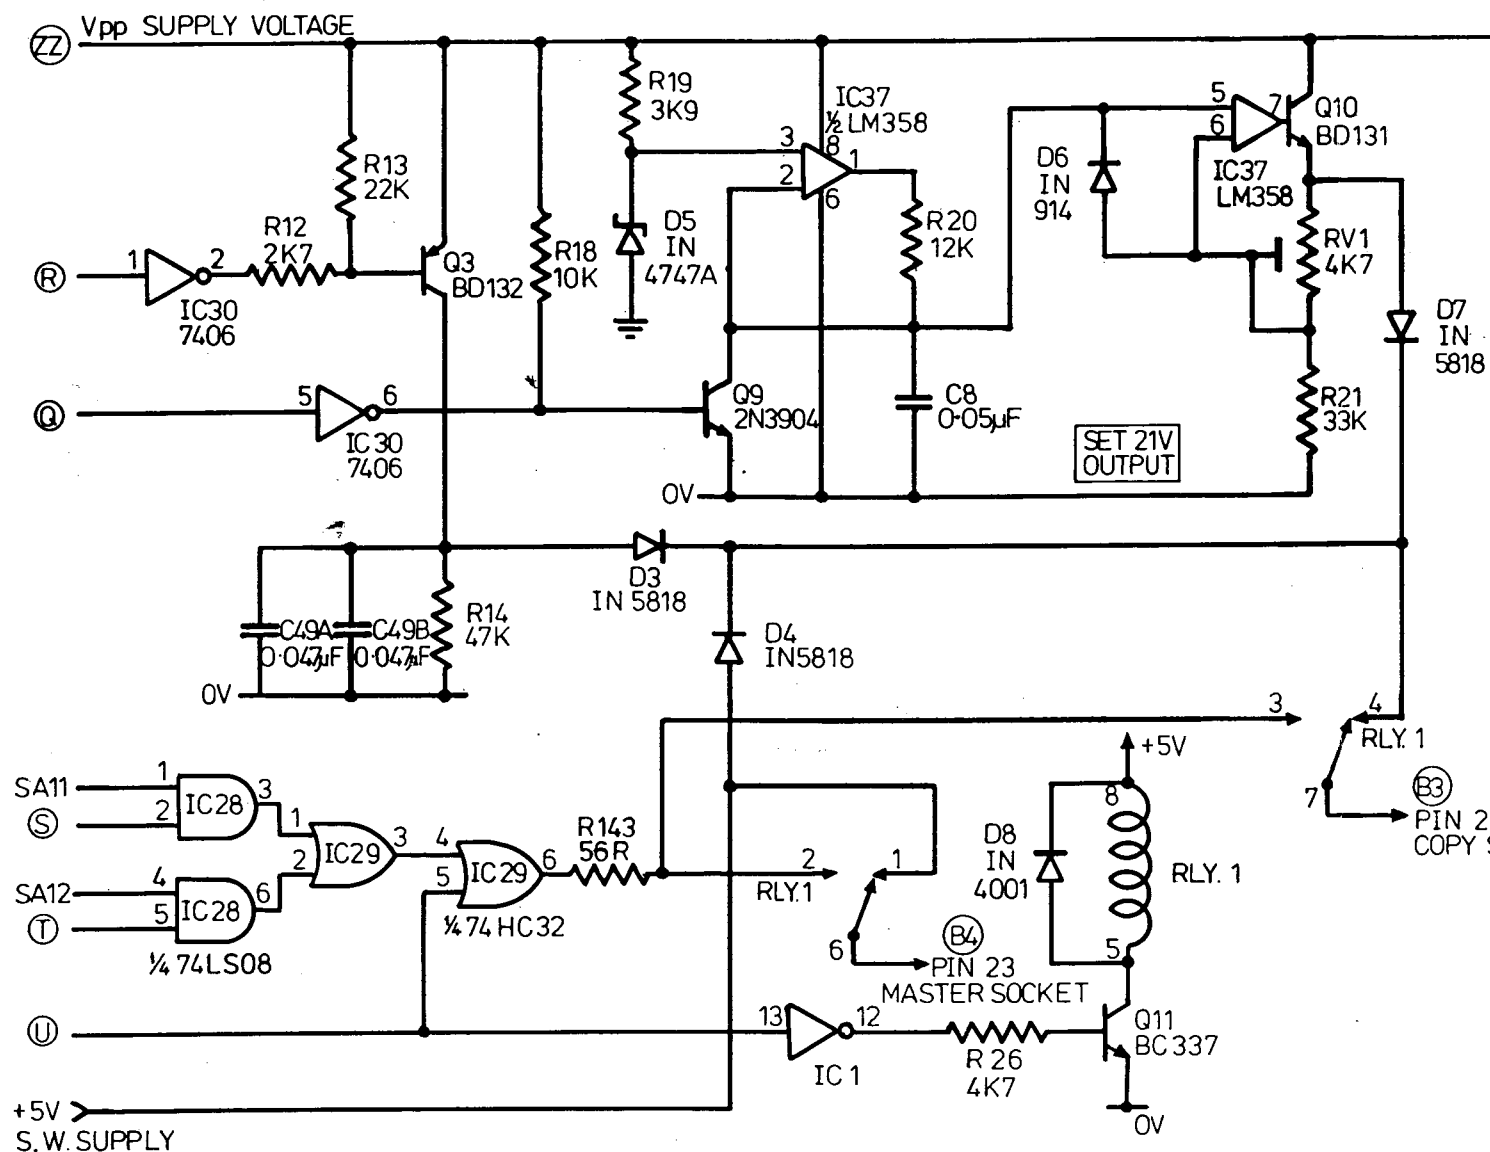 Vpp SUPPLY VOLTAGE
ZZ
R19
3K9
IC37
½ LM358
3
8
1
2
6
5
7
6
Q10
BD131
IC37
LM358
D6
IN
914
R13
22K
R12
2K7
R
1
2
IC30
7406
Q3
BD132
R18
10K
D5
IN
4747A
R20
12K
RV1
4K7
D7
IN
5818
Q
5
6
IC30
7406
Q9
2N3904
C8
0·05µF
SET 21V
OUTPUT
R21
33K
0V
D3
IN 5818
C49A
0·047µF
C49B
0·047µF
R14
47K
D4
IN5818
0V
3
4
RLY.1
7
B3
PIN 2
COPY S
+5V
8
SA11
1
3
S
2
IC28
1
3
2
IC29
4
6
5
IC29
R143
56R
2
1
RLY.1
6
B4
PIN 23
MASTER SOCKET
D8
IN
4001
RLY. 1
5
SA12
4
6
T
5
IC28
¼ 74LS08
¼ 74HC32
U
13
12
IC1
R 26
4K7
Q11
BC337
0V
+5V
S.W. SUPPLY